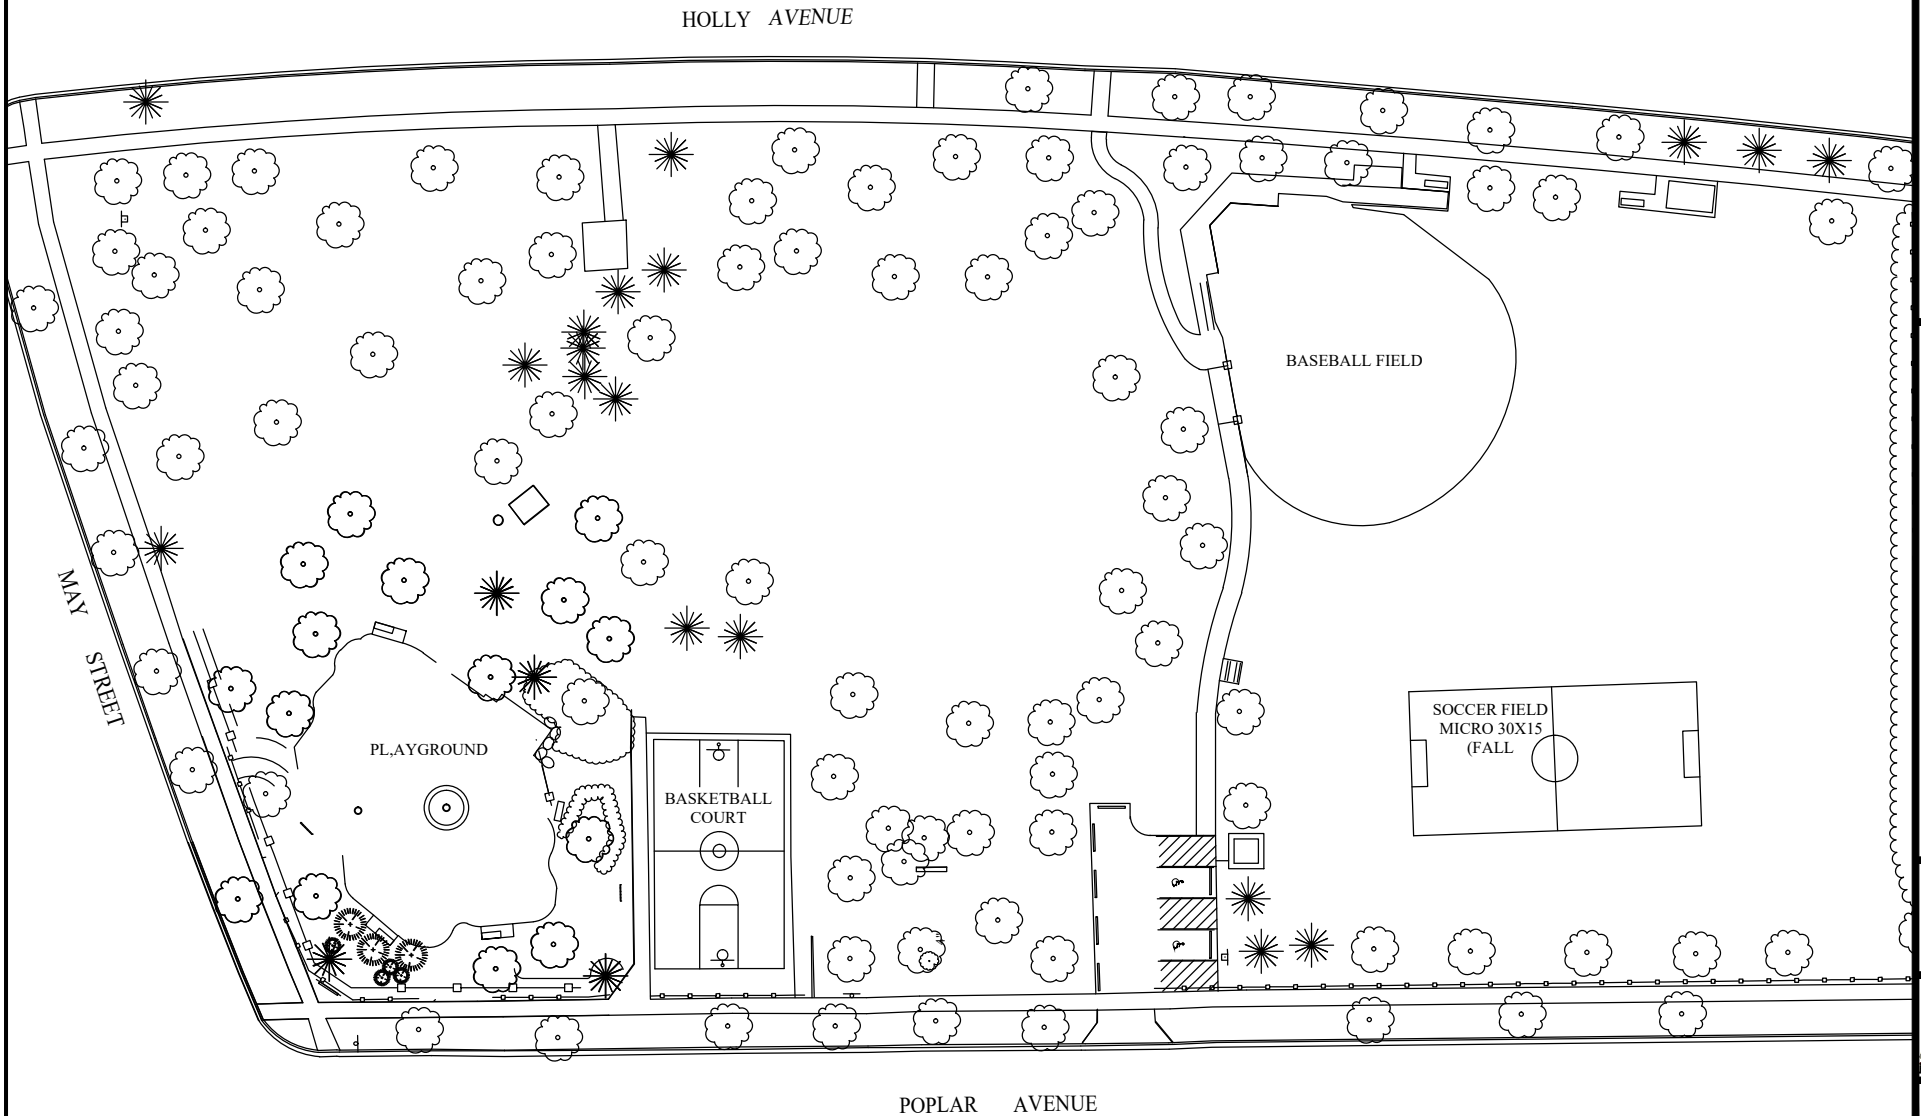 HOLLY AVENUE
BASEBALL FIELD
MAY STREET
SOCCER FIELD
MICRO 30X15
(FALL
PL,AYGROUND
BASKETBALL
COURT
POPLAR AVENUE